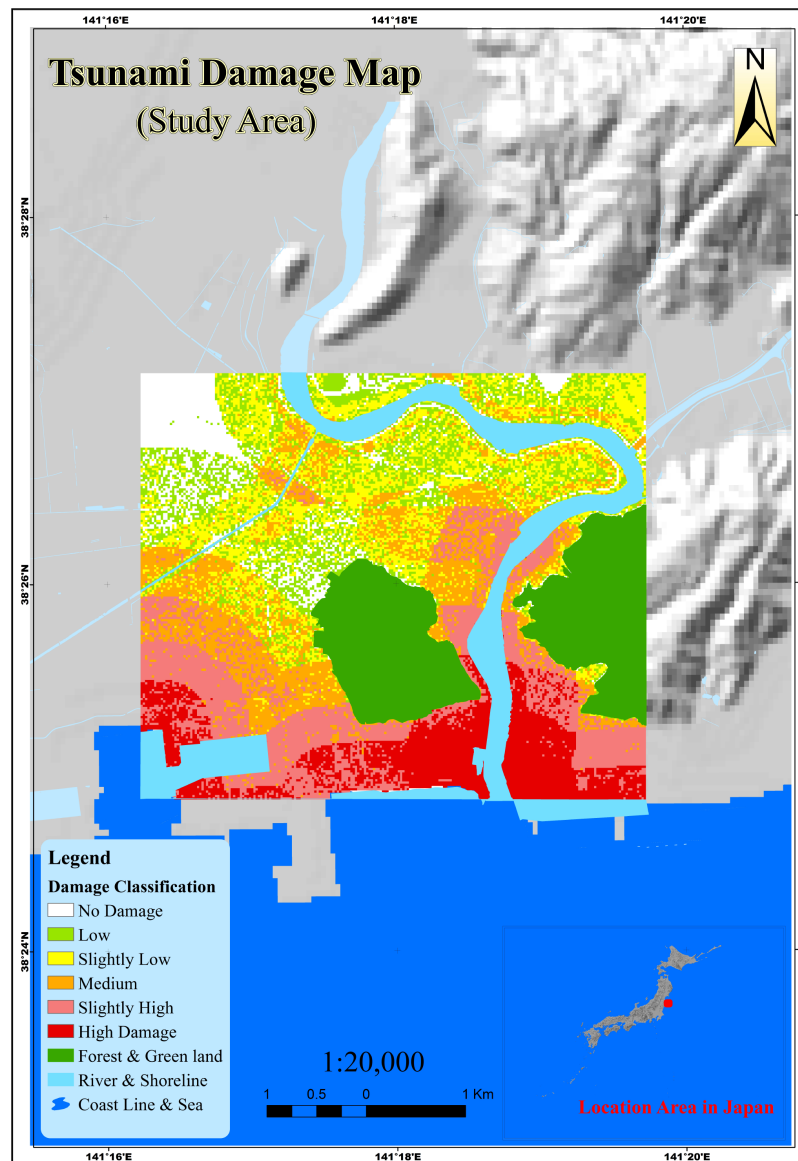 141°16'E 141°18'E 141°20'E
Tsunami Damage Map
(Study Area)
N
38°28'N
38°26'N
38°24'N
Legend
Damage Classification
No Damage
Low
Slightly Low
Medium
Slightly High
High Damage
Forest & Green land
River & Shoreline
Coast Line & Sea
1:20,000
1 0.5 0 1 Km
Location Area in Japan
141°16'E 141°18'E 141°20'E